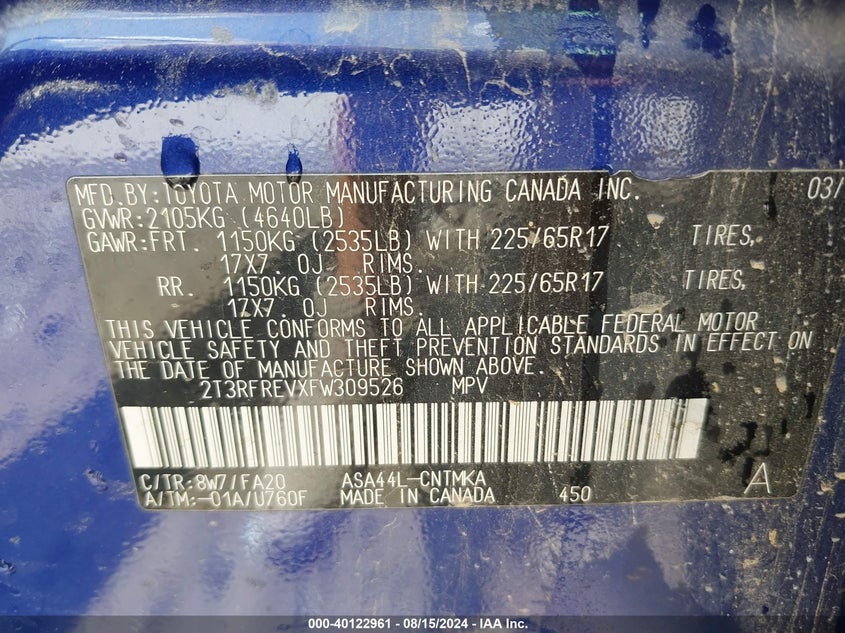 MFD.BY:TOYOTA MOTOR MANUFACTURING CANADA INC. 03/
GVWR:2105KG (4640LB)
GAWR:FRT. 1150KG (2535LB) WITH 225/65R17 TIRES,
17X7.0J RIMS.
RR. 1150KG (2535LB) WITH 225/65R17 TIRES,
17X7.0J RIMS.
THIS VEHICLE CONFORMS TO ALL APPLICABLE FEDERAL MOTOR
VEHICLE SAFETY AND THEFT PREVENTION STANDARDS IN EFFECT ON
THE DATE OF MANUFACTURE SHOWN ABOVE.
2T3RFREVXFW309526 MPV
C/TR:8W7/FA20 ASA44L-CNTMKA A
A/TM:-01A/U760F MADE IN CANADA 450
000-40122961 - 08/15/2024 - IAA Inc.